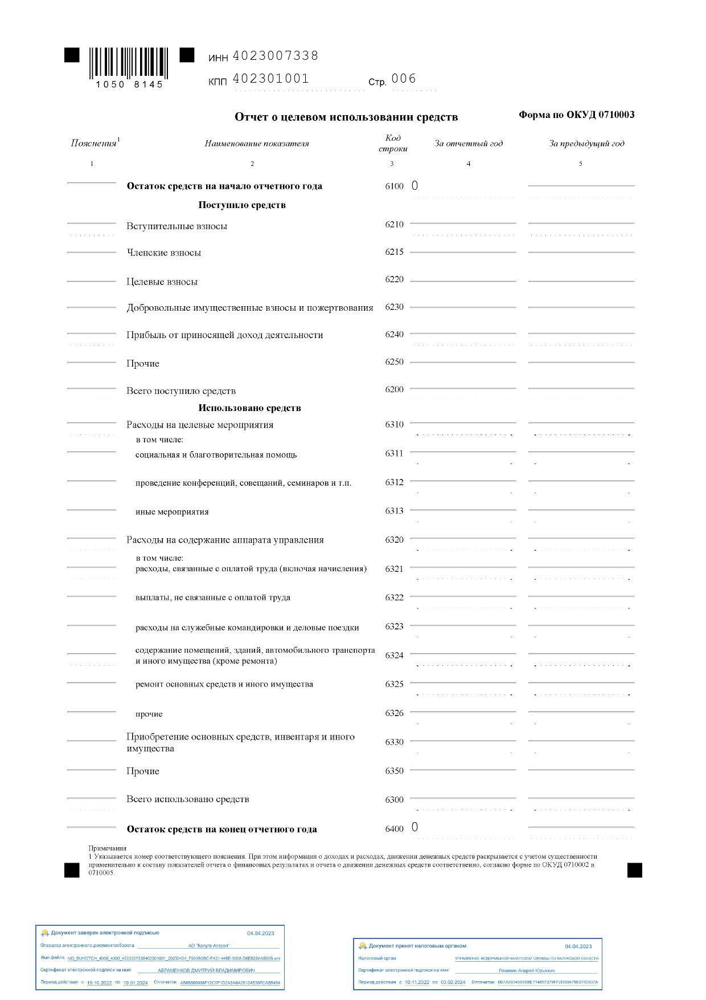 ИНН 4023007338
1050 8145
КПП 402301001 Стр. 006
Отчет о целевом использовании средств
Форма по ОКУД 0710003
Пояснения 1 Наименование показателя Код строки За отчетный год За предыдущий год
1 2 3 4 5
Остаток средств на начало отчетного года 6100 0
Поступило средств
Вступительные взносы 6210
Членские взносы 6215
Целевые взносы 6220
Добровольные имущественные взносы и пожертвования 6230
Прибыль от приносящей доход деятельности 6240
Прочие 6250
Всего поступило средств 6200
Использовано средств
Расходы на целевые мероприятия 6310
в том числе:
социальная и благотворительная помощь 6311
проведение конференций, совещаний, семинаров и т.п. 6312
иные мероприятия 6313
Расходы на содержание аппарата управления 6320
в том числе:
расходы, связанные с оплатой труда (включая начисления) 6321
выплаты, не связанные с оплатой труда 6322
расходы на служебные командировки и деловые поездки 6323
содержание помещений, зданий, автомобильного транспорта
и иного имущества (кроме ремонта) 6324
ремонт основных средств и иного имущества 6325
прочие 6326
Приобретение основных средств, инвентаря и иного
имущества 6330
Прочие 6350
Всего использовано средств 6300
Остаток средств на конец отчетного года 6400 0
Примечания
1 Указывается номер соответствующего пояснения. При этом информация о доходах и расходах, движении денежных средств раскрывается с учетом существенности
применительно к составу показателей отчета о финансовых результатах и отчета о движении денежных средств соответственно, согласно форме по ОКУД 0710002 и
0710005.
Документ заверен электронной подписью 04.04.2023
Оператор электронного документооборота АО "Калуга Астрал"
Имя файла NO_BUHOTCH_4000_4000_4023007338402301001_20230404_F909B0BC-F431-445E-9308-D5E523AA590B.xml
Сертификат электронной подписи на имя АБРАМЕНКОВ ДМИТРИЙ ВЛАДИМИРОВИЧ
Период действия с 19.10.2022 по 19.01.2024 Отпечаток AB65389906F12C0F1D2A3A9A28124E36FCA8B494
Документ принят налоговым органом 04.04.2023
Налоговый орган УПРАВЛЕНИЕ ФЕДЕРАЛЬНОЙ НАЛОГОВОЙ СЛУЖБЫ ПО КАЛУЖСКОЙ ОБЛАСТИ
Сертификат электронной подписи на имя Ламакин Андрей Юрьевич
Период действия с 10.11.2022 по 03.02.2024 Отпечаток 6B7A0934569D8E714897379FF2D59A79EEFD9C7A